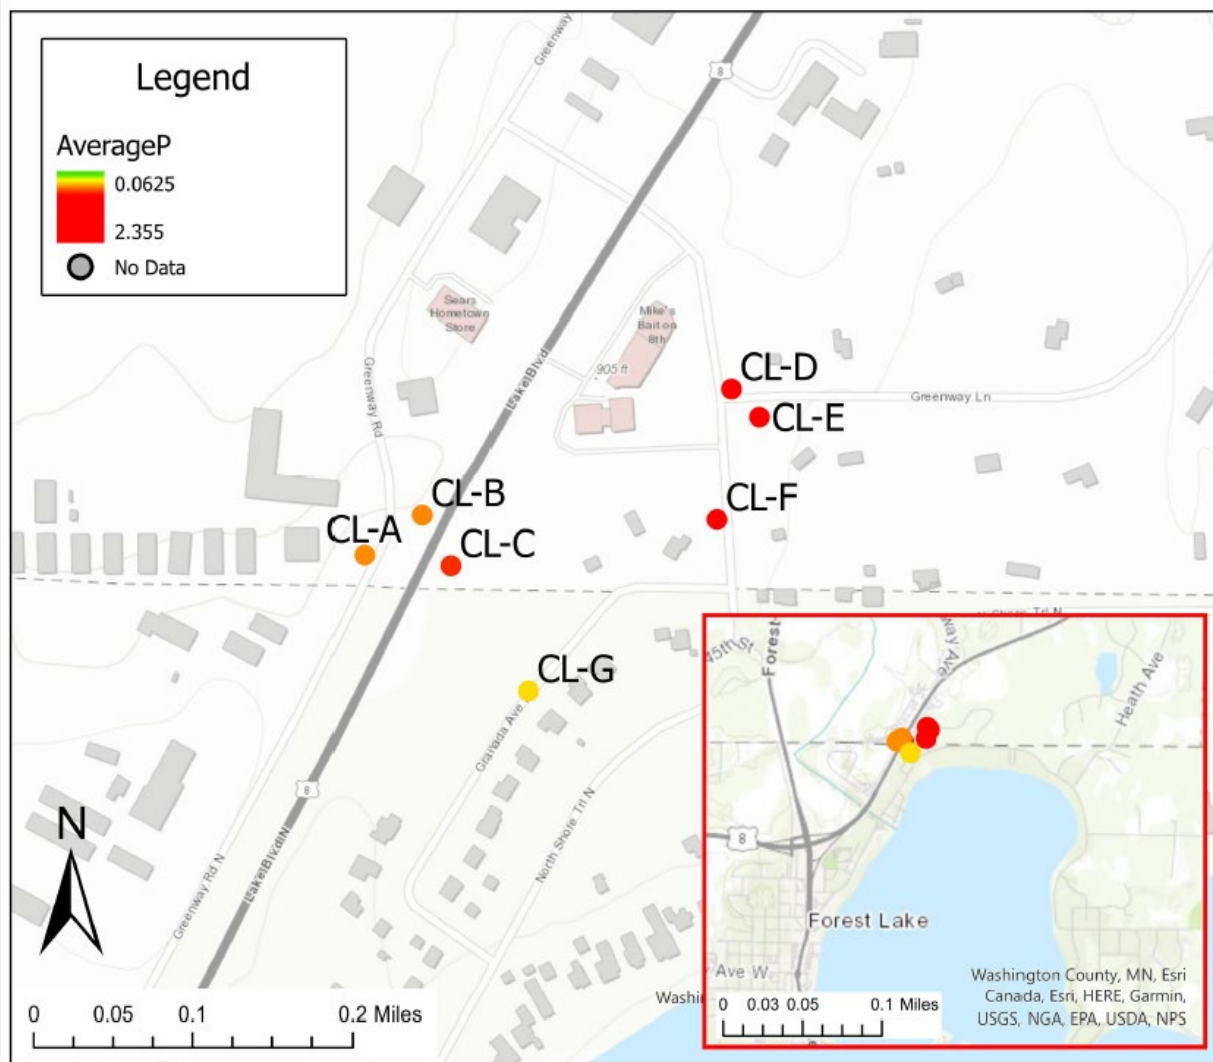 Legend
AverageP
0.0625
2.355
No Data
Greenway
8
Sears
Hometown
Store
Mike's
Bait on
8th
905 ft
Lake Blvd
Greenway Rd
CL-D
Greenway Ln
CL-E
CL-B
CL-F
CL-A
CL-C
CL-G
Granada Ave
8
North Shore Trl N
Lake Blvd N
Greenway Rd N
N
0 0.05 0.1 0.2 Miles
N Shore Trl N
45th St
Forest
way Ave
Heath Ave
8
Forest Lake
Ave W
Washington County, MN, Esri
Canada, Esri, HERE, Garmin,
USGS, NGA, EPA, USDA, NPS
0 0.03 0.05 0.1 Miles
Washin